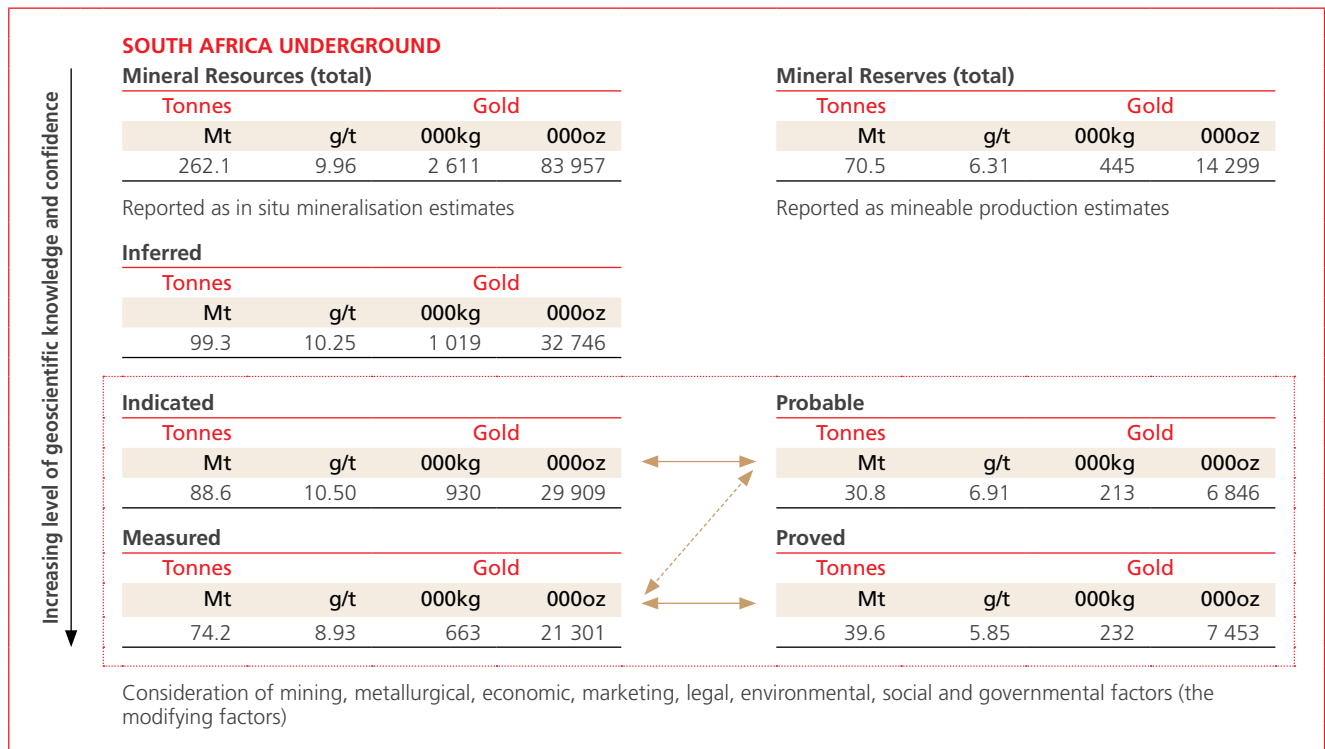 SOUTH AFRICA UNDERGROUND
Increasing level of geoscientific knowledge and confidence
Mineral Resources (total)
Tonnes Gold
Mt g/t 000kg 000oz
262.1 9.96 2 611 83 957
Reported as in situ mineralisation estimates
Mineral Reserves (total)
Tonnes Gold
Mt g/t 000kg 000oz
70.5 6.31 445 14 299
Reported as mineable production estimates
Inferred
Tonnes Gold
Mt g/t 000kg 000oz
99.3 10.25 1 019 32 746
Indicated
Tonnes Gold
Mt g/t 000kg 000oz
88.6 10.50 930 29 909
Probable
Tonnes Gold
Mt g/t 000kg 000oz
30.8 6.91 213 6 846
Measured
Tonnes Gold
Mt g/t 000kg 000oz
74.2 8.93 663 21 301
Proved
Tonnes Gold
Mt g/t 000kg 000oz
39.6 5.85 232 7 453
Consideration of mining, metallurgical, economic, marketing, legal, environmental, social and governmental factors (the
modifying factors)